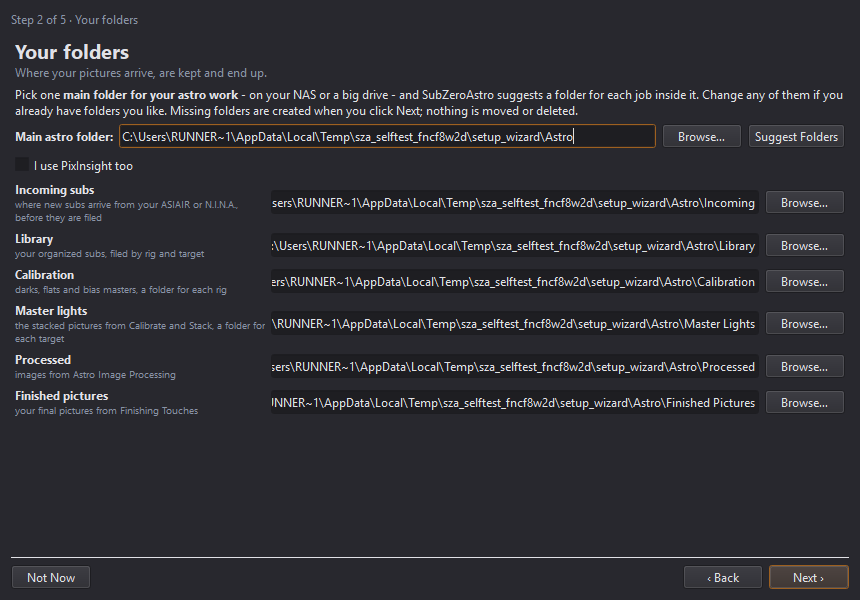 Step 2 of 5 · Your folders
Your folders
Where your pictures arrive, are kept and end up.
Pick one main folder for your astro work - on your NAS or a big drive - and SubZeroAstro suggests a folder for each job inside it. Change any of them if you
already have folders you like. Missing folders are created when you click Next; nothing is moved or deleted.
Main astro folder: C:\Users\RUNNER~1\AppData\Local\Temp\sza_selftest_fncf8w2d\setup_wizard\Astro Browse... Suggest Folders
I use PixInsight too
Incoming subs
where new subs arrive from your ASIAIR or N.I.N.A.,
before they are filed
sers\RUNNER~1\AppData\Local\Temp\sza_selftest_fncf8w2d\setup_wizard\Astro\Incoming Browse...
Library
your organized subs, filed by rig and target
:\Users\RUNNER~1\AppData\Local\Temp\sza_selftest_fncf8w2d\setup_wizard\Astro\Library Browse...
Calibration
darks, flats and bias masters, a folder for each rig
ers\RUNNER~1\AppData\Local\Temp\sza_selftest_fncf8w2d\setup_wizard\Astro\Calibration Browse...
Master lights
the stacked pictures from Calibrate and Stack, a folder for
each target
\RUNNER~1\AppData\Local\Temp\sza_selftest_fncf8w2d\setup_wizard\Astro\Master Lights Browse...
Processed
images from Astro Image Processing
sers\RUNNER~1\AppData\Local\Temp\sza_selftest_fncf8w2d\setup_wizard\Astro\Processed Browse...
Finished pictures
your final pictures from Finishing Touches
UNNER~1\AppData\Local\Temp\sza_selftest_fncf8w2d\setup_wizard\Astro\Finished Pictures Browse...
Not Now ‹ Back Next ›